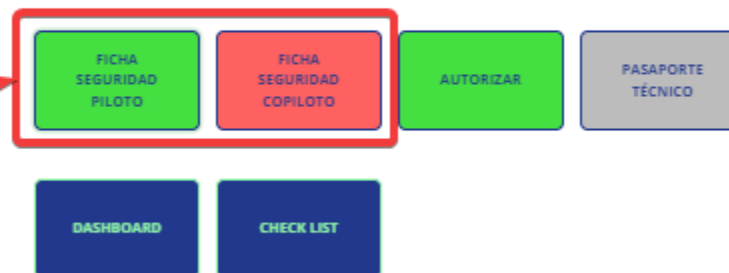 FICHA
SEGURIDAD
PILOTO
FICHA
SEGURIDAD
COPILOTO
AUTORIZAR
PASAPORTE
TÉCNICO
DASHBOARD
CHECK LIST